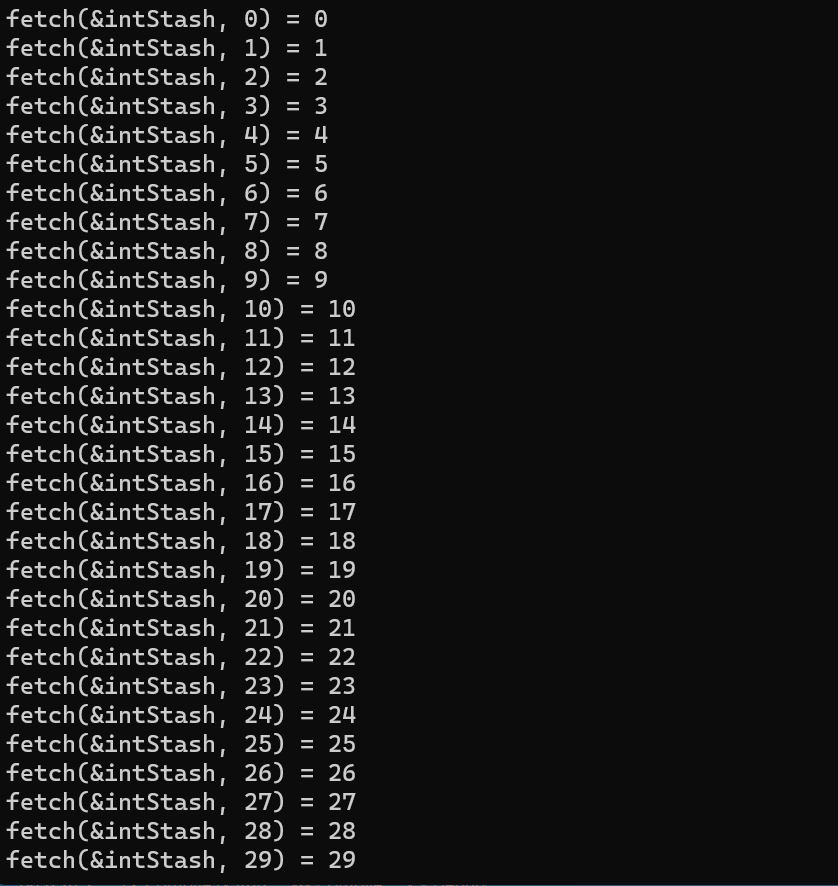 fetch(&intStash, 0) = 0
fetch(&intStash, 1) = 1
fetch(&intStash, 2) = 2
fetch(&intStash, 3) = 3
fetch(&intStash, 4) = 4
fetch(&intStash, 5) = 5
fetch(&intStash, 6) = 6
fetch(&intStash, 7) = 7
fetch(&intStash, 8) = 8
fetch(&intStash, 9) = 9
fetch(&intStash, 10) = 10
fetch(&intStash, 11) = 11
fetch(&intStash, 12) = 12
fetch(&intStash, 13) = 13
fetch(&intStash, 14) = 14
fetch(&intStash, 15) = 15
fetch(&intStash, 16) = 16
fetch(&intStash, 17) = 17
fetch(&intStash, 18) = 18
fetch(&intStash, 19) = 19
fetch(&intStash, 20) = 20
fetch(&intStash, 21) = 21
fetch(&intStash, 22) = 22
fetch(&intStash, 23) = 23
fetch(&intStash, 24) = 24
fetch(&intStash, 25) = 25
fetch(&intStash, 26) = 26
fetch(&intStash, 27) = 27
fetch(&intStash, 28) = 28
fetch(&intStash, 29) = 29